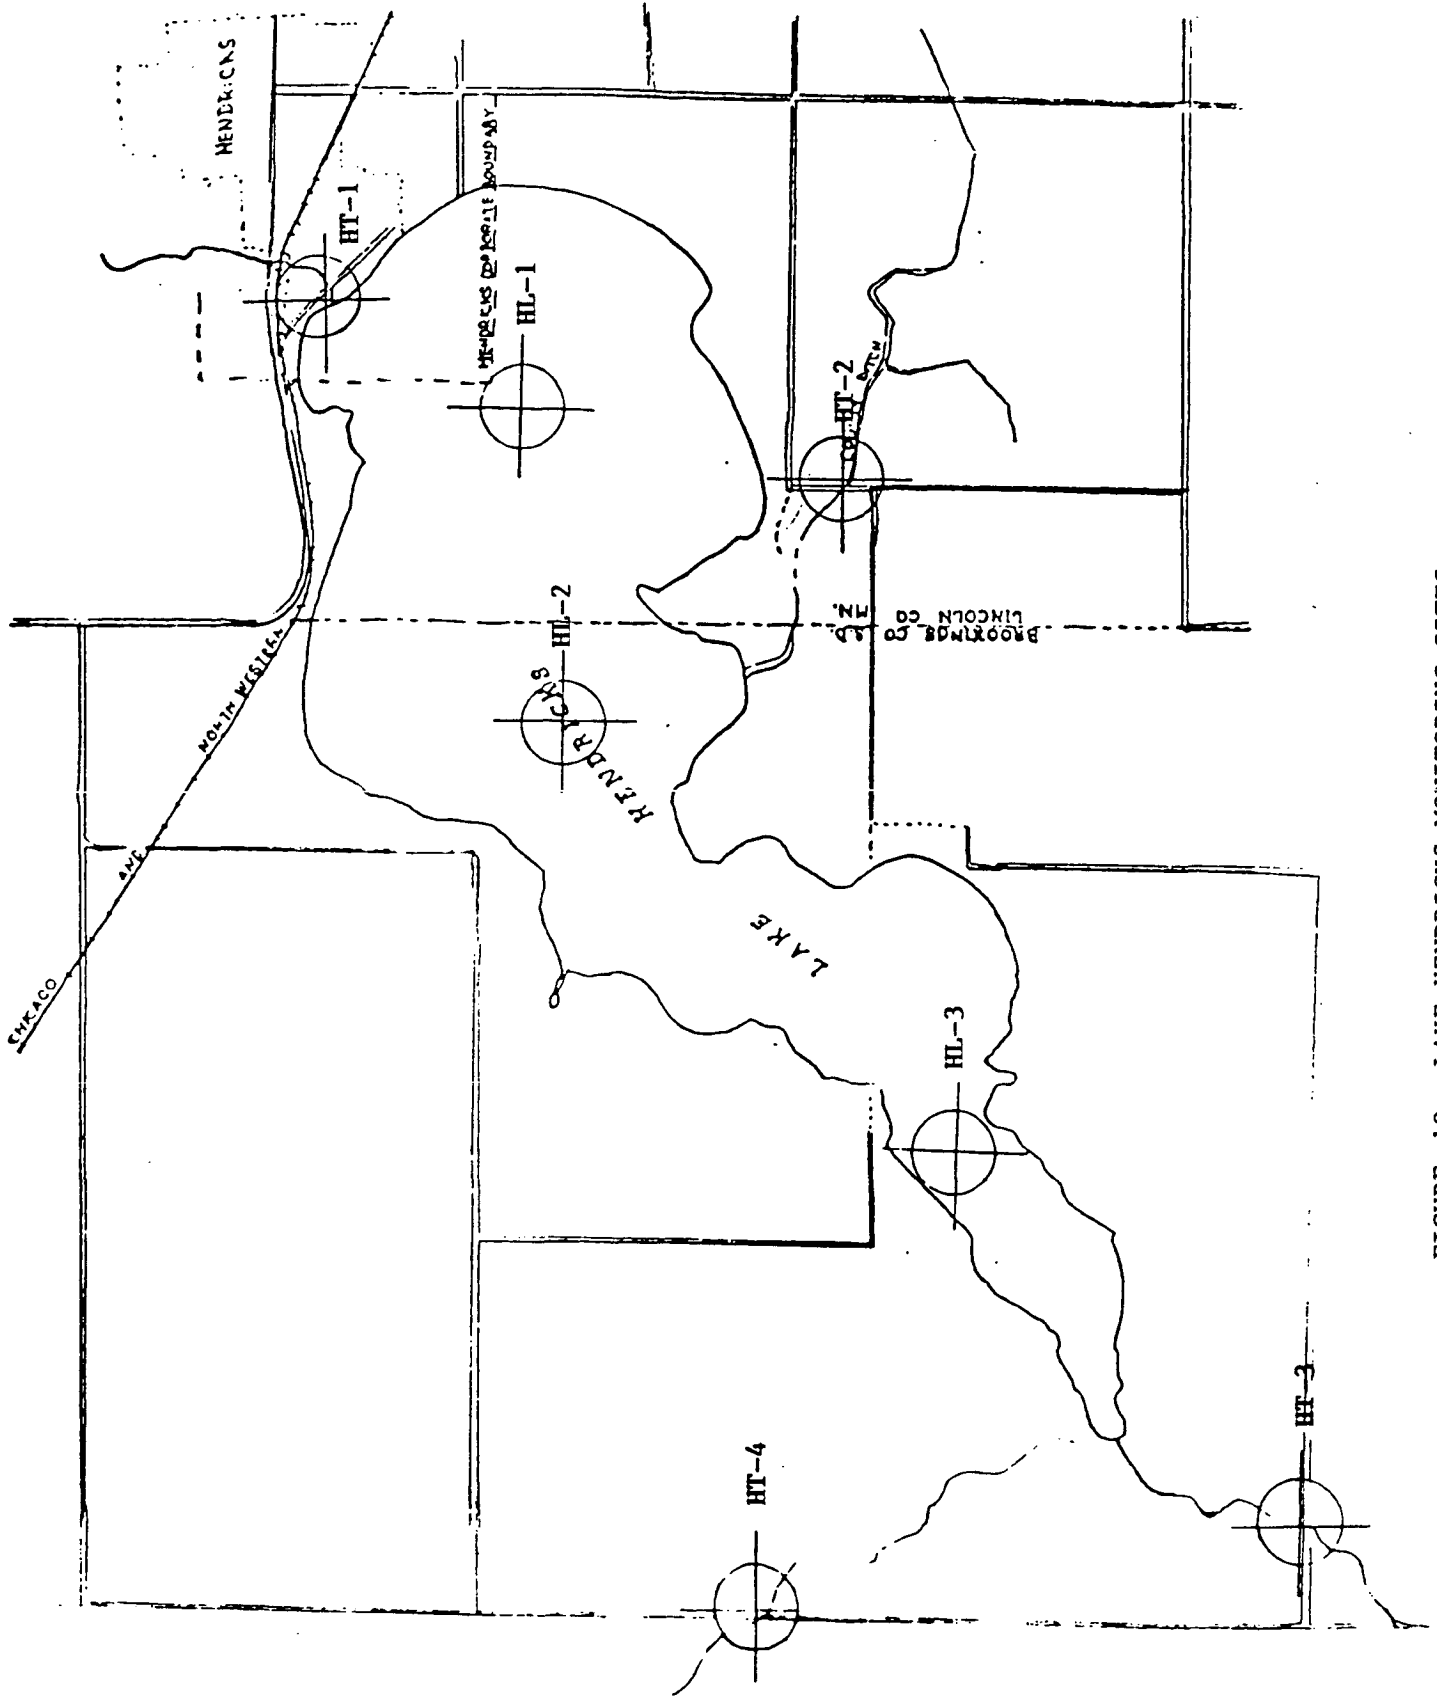 HENDRICKS
HT-1
HENDRICKS CORPORATE BOUNDARY
HL-1
HT-2
COUNTY DITCH
HL-2
BROOKINGS CO S.D.
LINCOLN CO MN.
CHICAGO AND NORTH WESTERN
LAKE HENDRICKS
HL-3
HT-4
HT-3